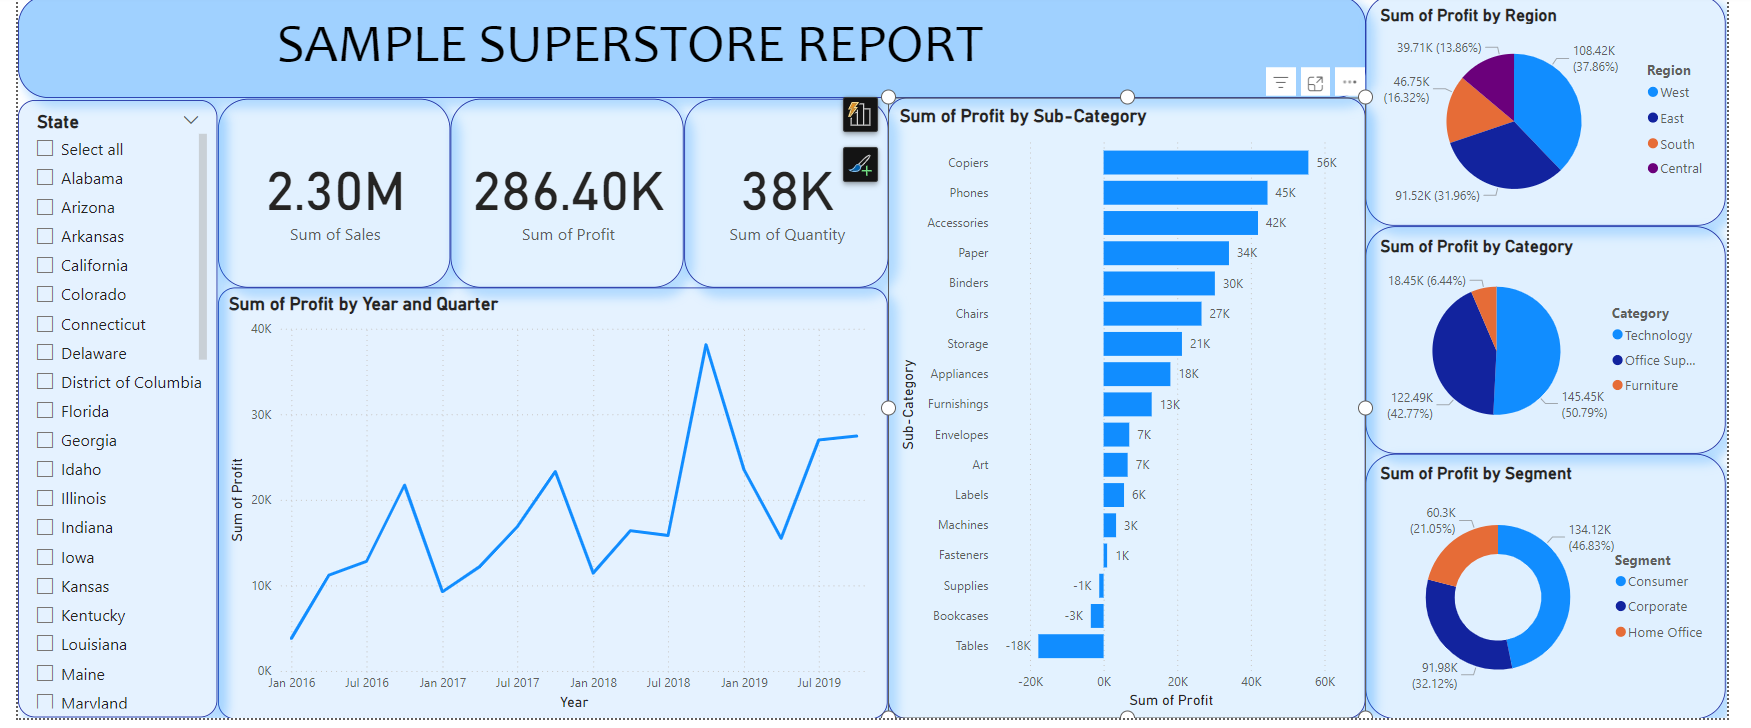 SAMPLE SUPERSTORE REPORT
State
Select all
Alabama
Arizona
Arkansas
California
Colorado
Connecticut
Delaware
District of Columbia
Florida
Georgia
Idaho
Illinois
Indiana
Iowa
Kansas
Kentucky
Louisiana
Maine
Maryland
2.30M
Sum of Sales
286.40K
Sum of Profit
38K
Sum of Quantity
Sum of Profit by Year and Quarter
Sum of Profit
40K
30K
20K
10K
0K
Jan 2016
Jul 2016
Jan 2017
Jul 2017
Jan 2018
Jul 2018
Jan 2019
Jul 2019
Year
Sum of Profit by Sub-Category
Sub-Category
Copiers 56K
Phones 45K
Accessories 42K
Paper 34K
Binders 30K
Chairs 27K
Storage 21K
Appliances 18K
Furnishings 13K
Envelopes 7K
Art 7K
Labels 6K
Machines 3K
Fasteners 1K
Supplies -1K
Bookcases -3K
Tables -18K
-20K
0K
20K
40K
60K
Sum of Profit
Sum of Profit by Region
39.71K (13.86%)
108.42K
(37.86%)
46.75K
(16.32%)
91.52K (31.96%)
Region
West
East
South
Central
Sum of Profit by Category
18.45K (6.44%)
122.49K
(42.77%)
145.45K
(50.79%)
Category
Technology
Office Sup...
Furniture
Sum of Profit by Segment
60.3K
(21.05%)
134.12K
(46.83%)
91.98K
(32.12%)
Segment
Consumer
Corporate
Home Office